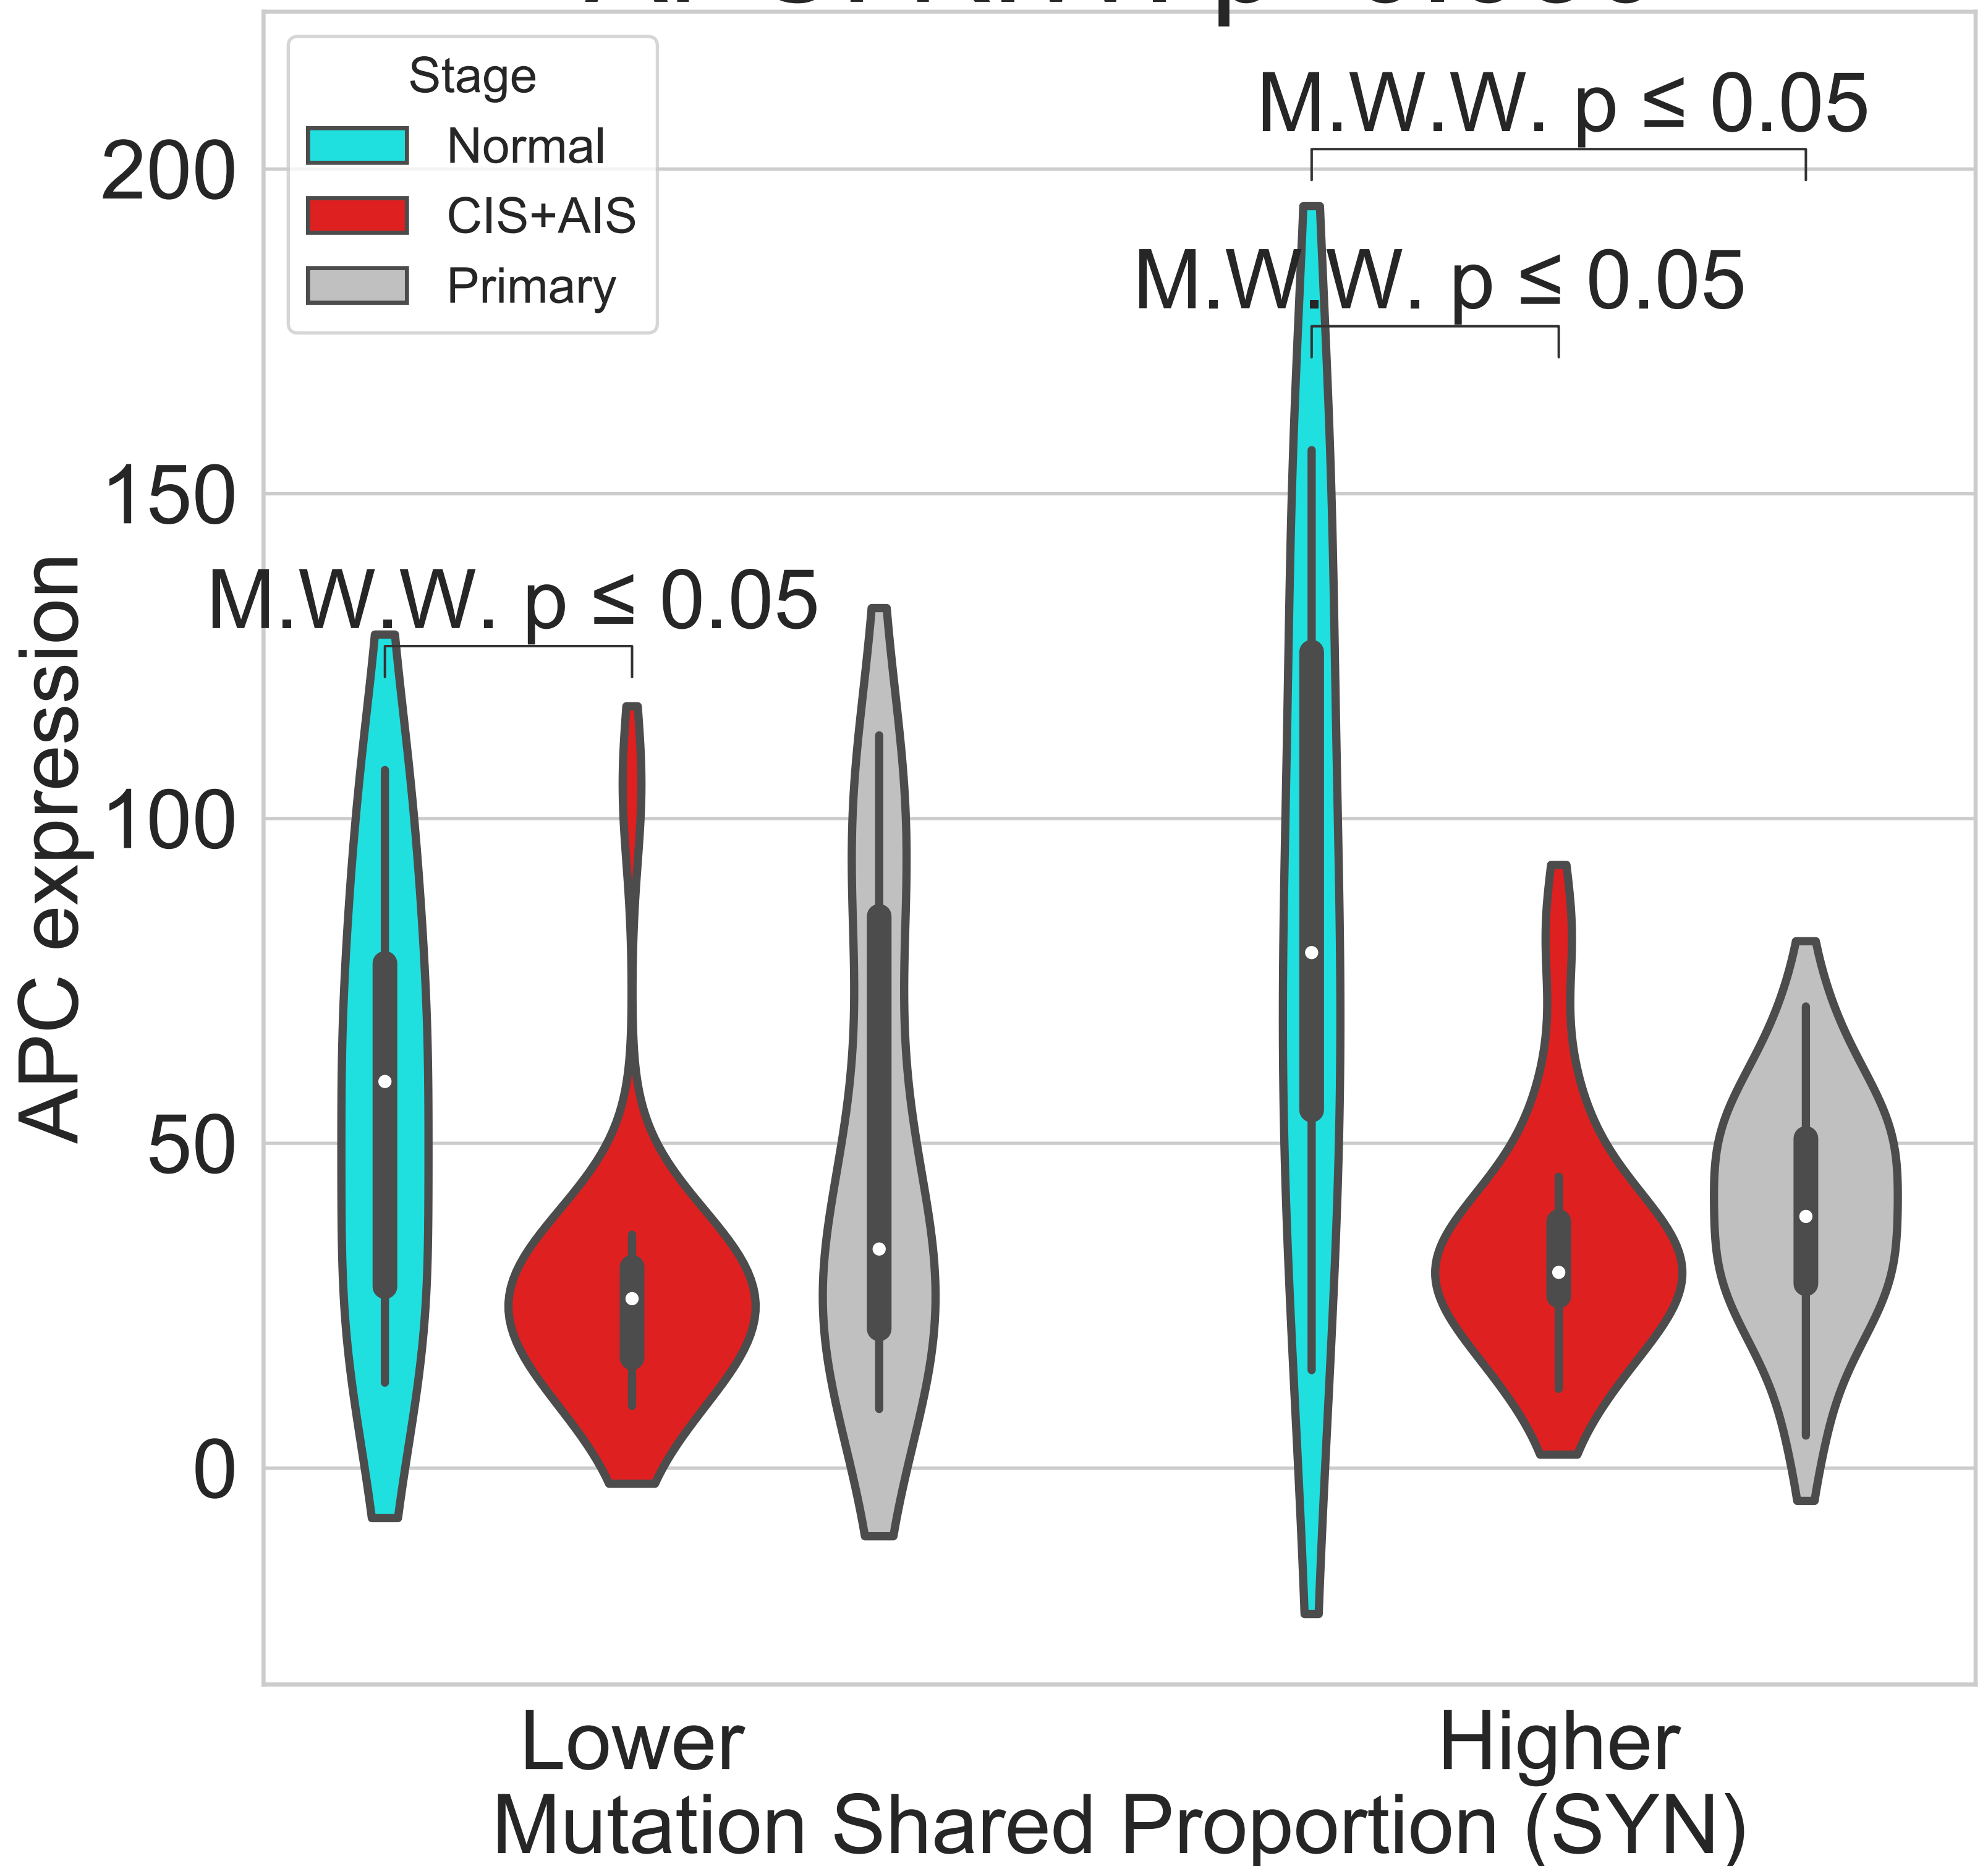 Stage
Normal
CIS+AIS
Primary
M.W.W. p ≤ 0.05
M.W.W. p ≤ 0.05
M.W.W. p ≤ 0.05
200
150
100
50
0
APC expression
Lower
Higher
Mutation Shared Proportion (SYN)